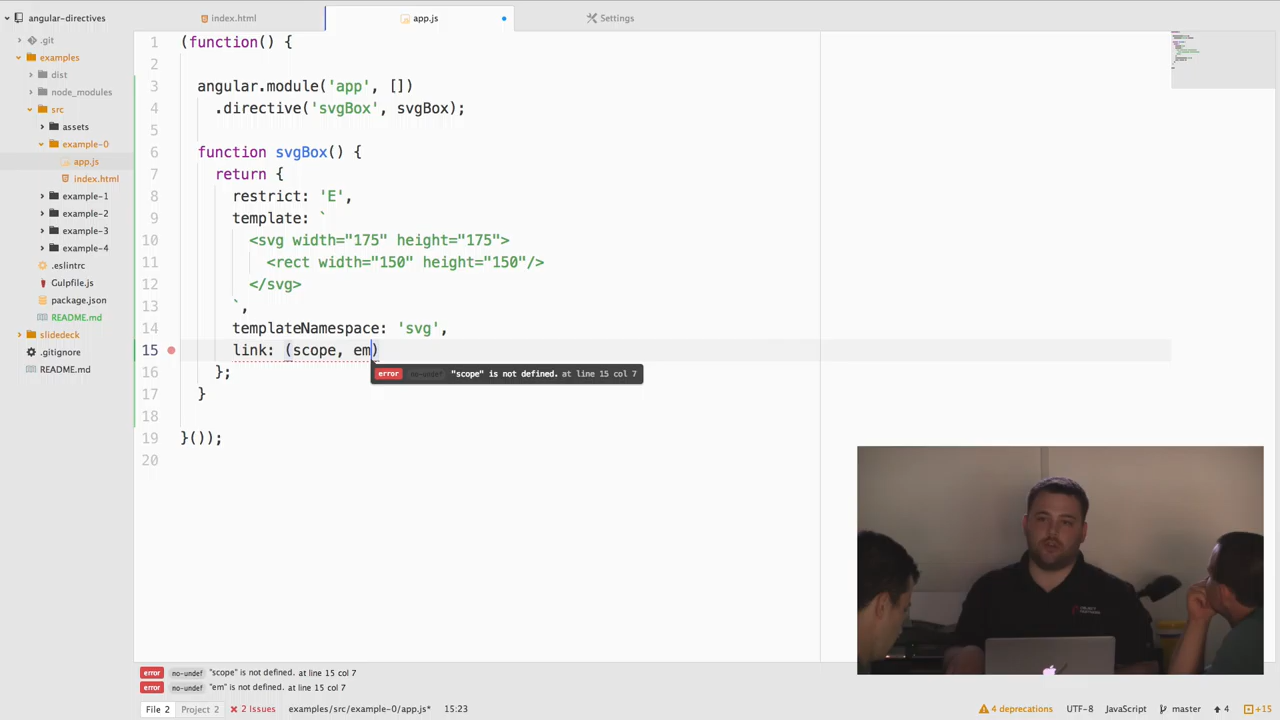 angular-directives
index.html
app.js
Settings
.git
examples
dist
node_modules
src
assets
example-0
app.js
index.html
example-1
example-2
example-3
example-4
.eslintrc
Gulpfile.js
package.json
README.md
slidedeck
.gitignore
README.md
1 (function() {
2
3 angular.module('app', [])
4 .directive('svgBox', svgBox);
5
6 function svgBox() {
7 return {
8 restrict: 'E',
9 template: `
10 <svg width="175" height="175">
11 <rect width="150" height="150"/>
12 </svg>
13 `,
14 templateNamespace: 'svg',
15 link: (scope, em)
error no-undef "scope" is not defined. at line 15 col 7
16 };
17 }
18
19 }());
20
error no-undef "scope" is not defined. at line 15 col 7
error no-undef "em" is not defined. at line 15 col 7
File 2 Project 2 2 Issues examples/src/example-0/app.js* 15:23 4 deprecations UTF-8 JavaScript master 4 +15